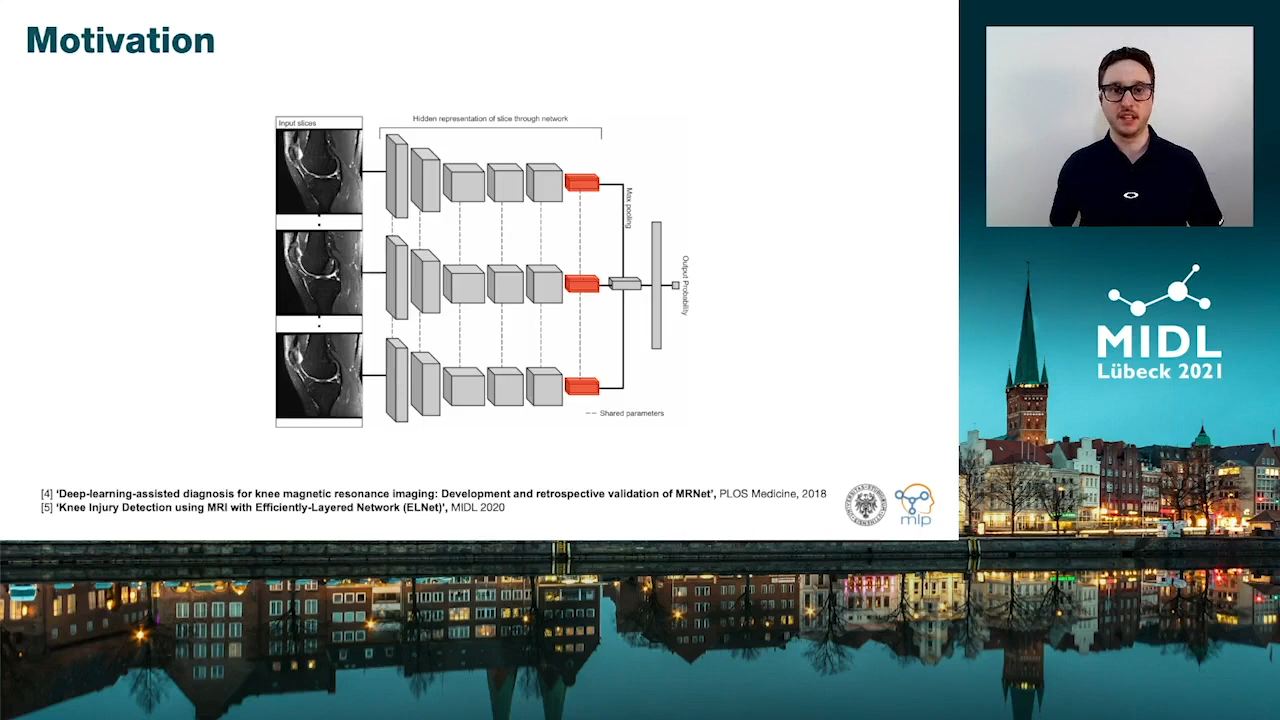 Motivation
Input slices
Hidden representation of slice through network
Max pooling
Output Probability
Shared parameters
[4] ‘Deep-learning-assisted diagnosis for knee magnetic resonance imaging: Development and retrospective validation of MRNet’, PLOS Medicine, 2018
[5] ‘Knee Injury Detection using MRI with Efficiently-Layered Network (ELNet)’, MIDL 2020
mip
MIDL
Lübeck 2021